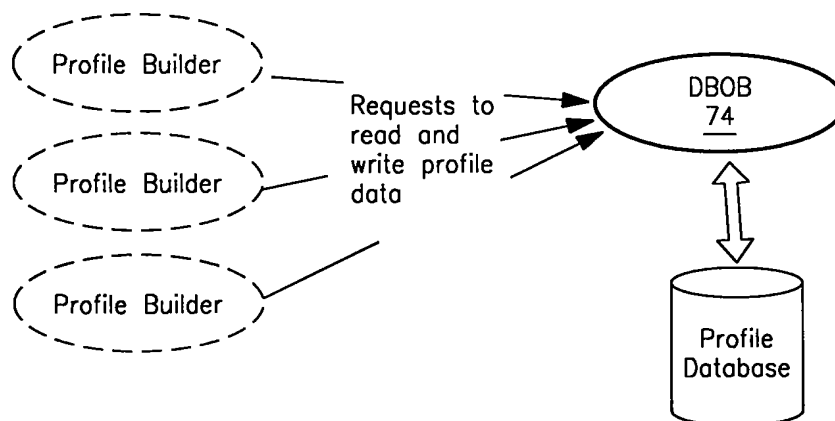 Profile Builder
Profile Builder
Profile Builder
Requests to
read and
write profile
data
DBOB
74
Profile
Database